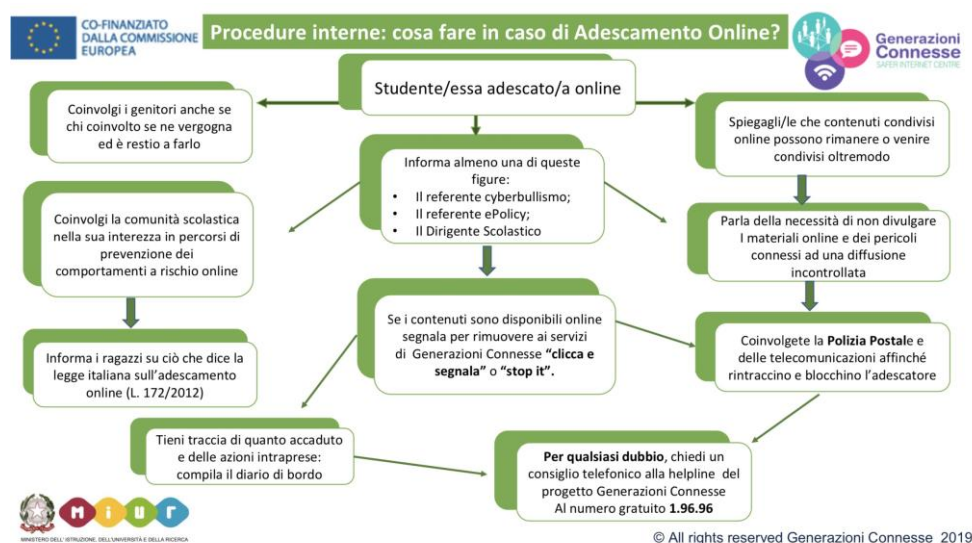 CO-FINANZIATO
DALLA COMMISSIONE
EUROPEA
Procedure interne: cosa fare in caso di Adescamento Online?
Generazioni
Connesse
SAFER INTERNET CENTRE
Studente/essa adescato/a online
Coinvolgi i genitori anche se
chi coinvolto se ne vergogna
ed è restio a farlo
Spiegagli/le che contenuti condivisi
online possono rimanere o venire
condivisi oltremodo
Informa almeno una di queste
figure:
• Il referente cyberbullismo;
• Il referente ePolicy;
• Il Dirigente Scolastico
Coinvolgi la comunità scolastica
nella sua interezza in percorsi di
prevenzione dei
comportamenti a rischio online
Parla della necessità di non divulgare
I materiali online e dei pericoli
connessi ad una diffusione
incontrollata
Se i contenuti sono disponibili online
segnala per rimuovere ai servizi
di Generazioni Connesse “clicca e
segnala” o “stop it”.
Informa i ragazzi su ciò che dice la
legge italiana sull’adescamento
online (L. 172/2012)
Coinvolgete la Polizia Postale e
delle telecomunicazioni affinché
rintraccino e blocchino l’adescatore
Tieni traccia di quanto accaduto
e delle azioni intraprese:
compila il diario di bordo
Per qualsiasi dubbio, chiedi un
consiglio telefonico alla helpline del
progetto Generazioni Connesse
Al numero gratuito 1.96.96
MIUR
MINISTERO DELL’ ISTRUZIONE, DELL’UNIVERSITÀ E DELLA RICERCA
© All rights reserved Generazioni Connesse 2019